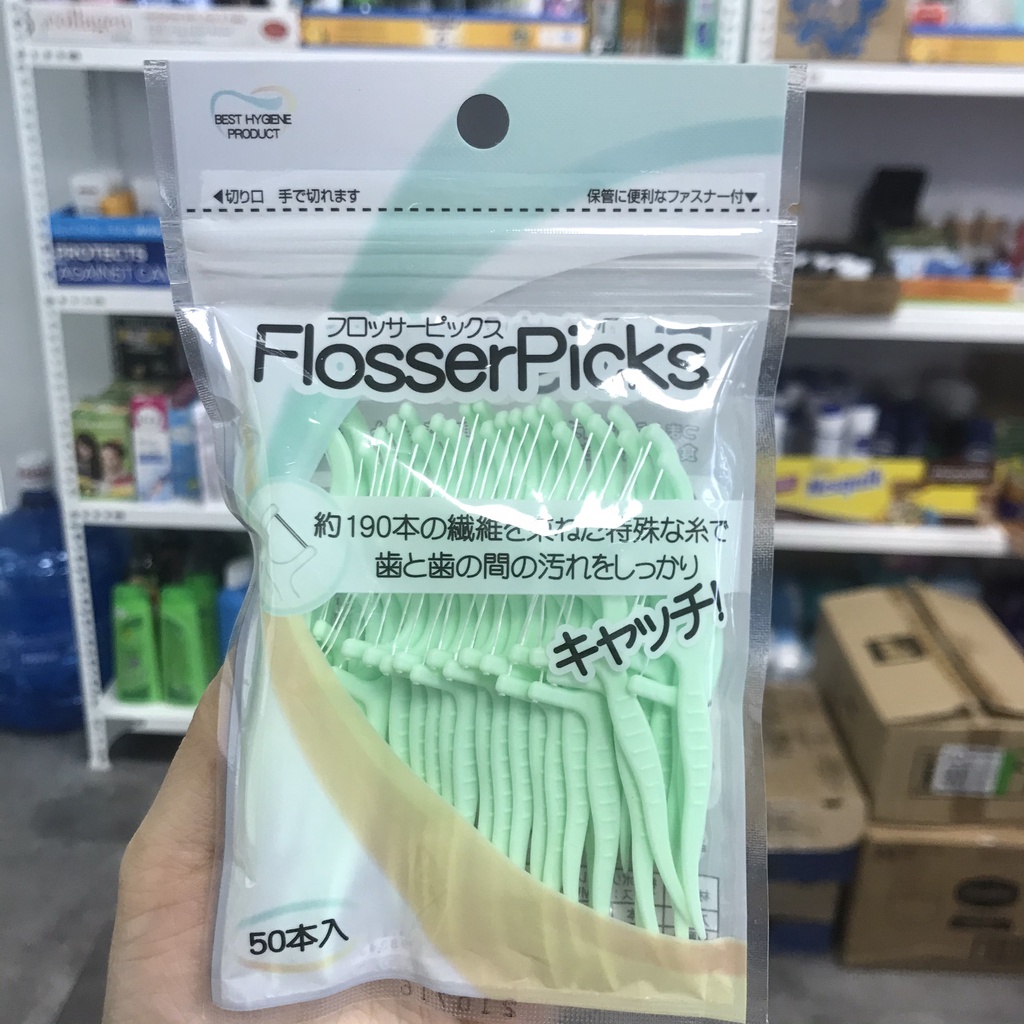 BEST HYGIENE
PRODUCT
◀切り口 手で切れます
保管に便利なファスナー付▼
フロッサーピックス
FlosserPicks
約190本の繊維を束ねた特殊な糸で
歯と歯の間の汚れをしっかり
キャッチ!
50本入
PROTECTS